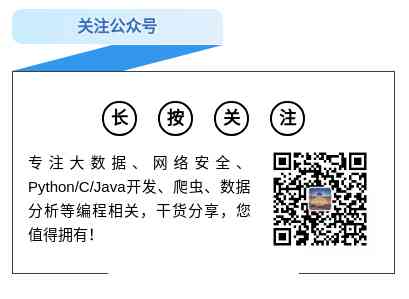 关注公众号
长 按 关 注
专注大数据、网络安全、
Python/C/Java开发、爬虫、数据
分析等编程相关，干货分享，您
值得拥有！